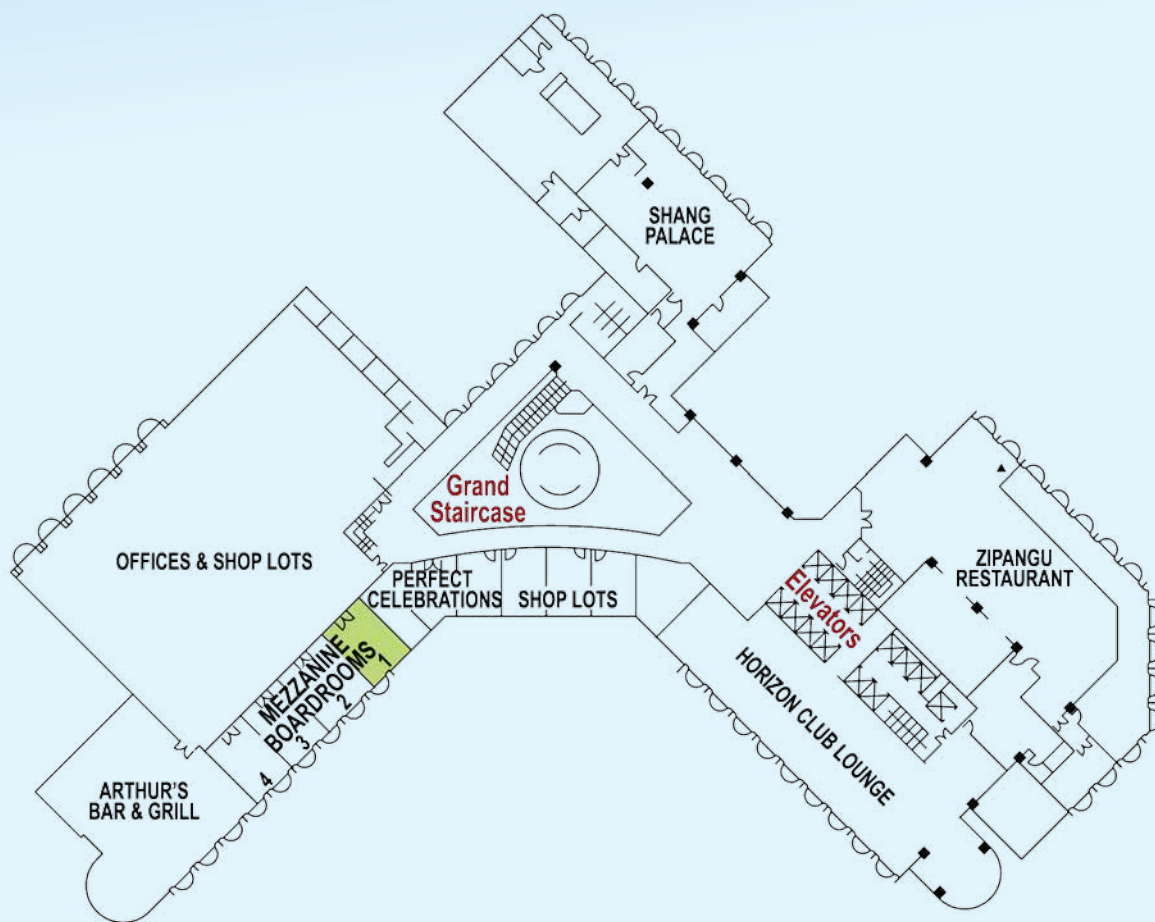 SHANG
PALACE
Grand
Staircase
OFFICES & SHOP LOTS
PERFECT
CELEBRATIONS
SHOP LOTS
Elevators
ZIPANGU
RESTAURANT
MEZZANINE
BOARDROOMS
1
2
3
4
HORIZON CLUB LOUNGE
ARTHUR'S
BAR & GRILL